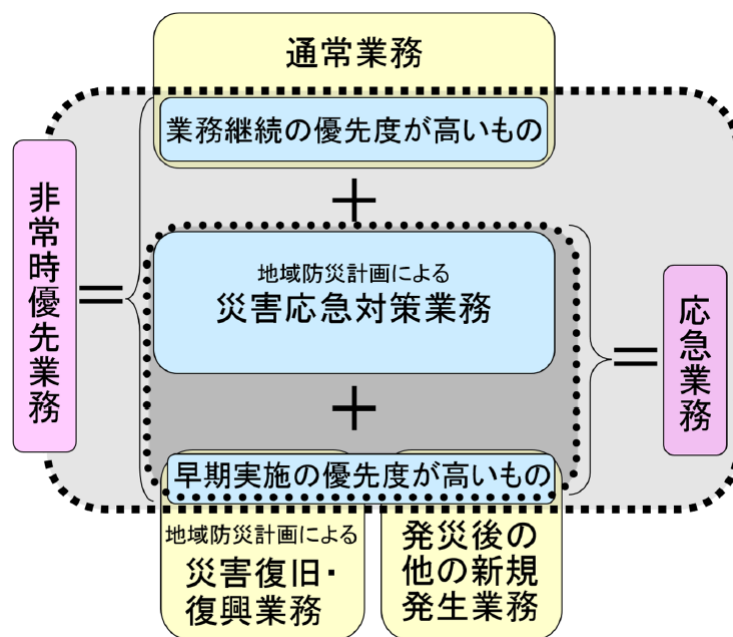 通常業務
業務継続の優先度が高いもの
＋
非常時優先業務
＝
地域防災計画による
災害応急対策業務
＝
応急業務
＋
早期実施の優先度が高いもの
地域防災計画による
災害復旧・
復興業務
発災後の
他の新規
発生業務